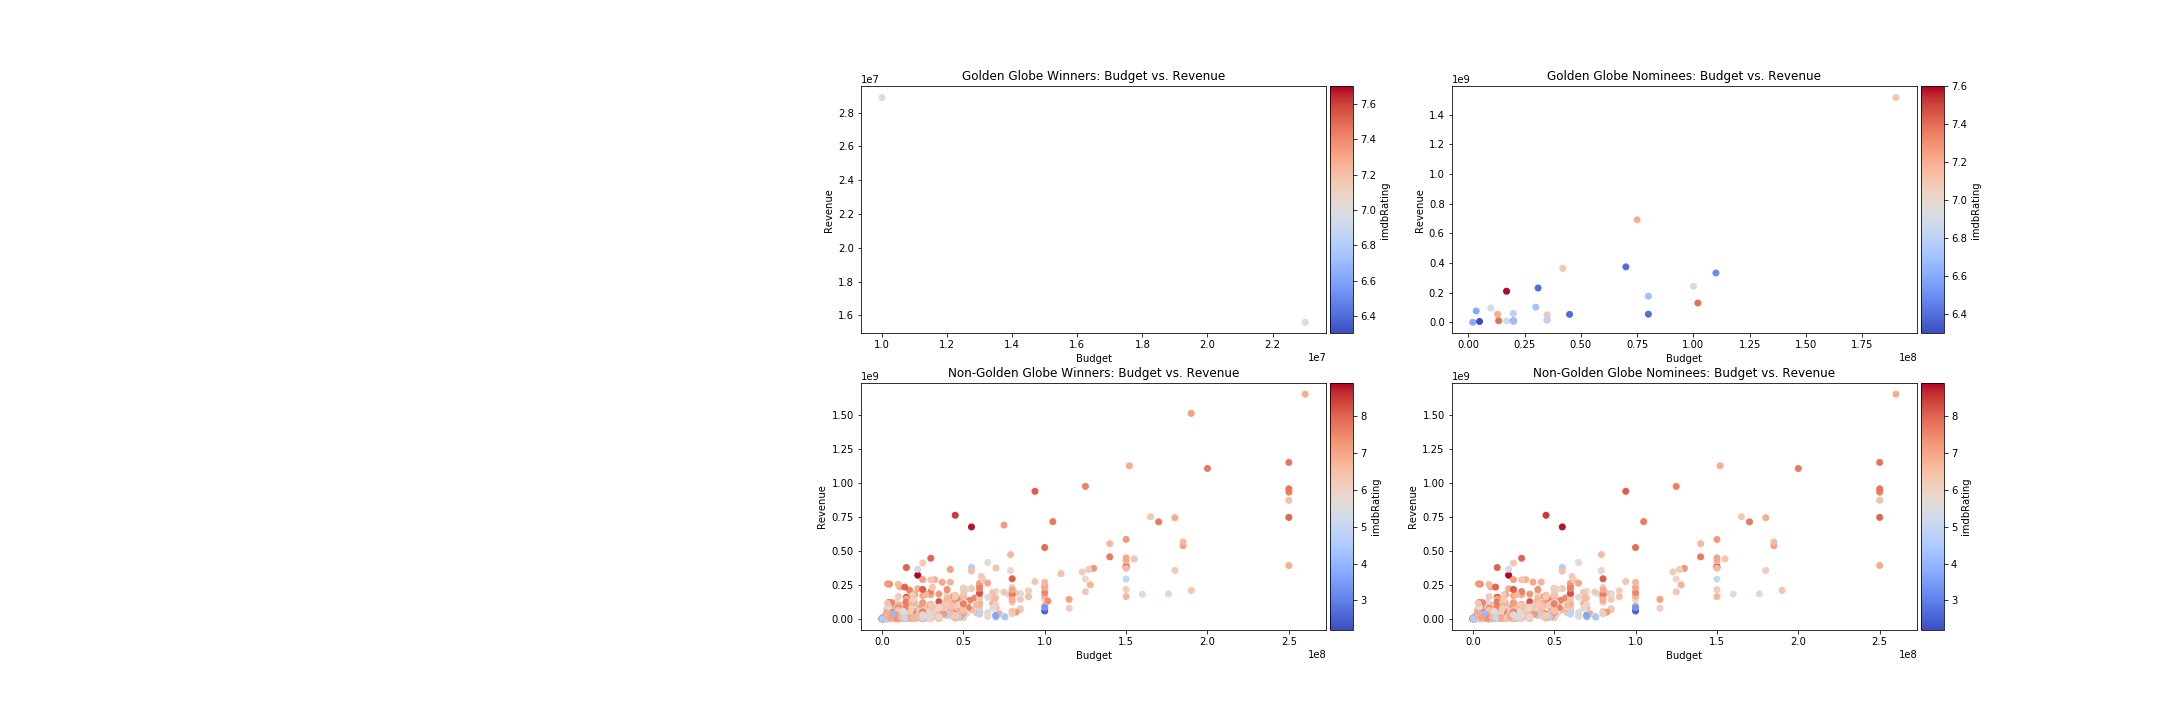 Golden Globe Winners: Budget vs. Revenue
1e7
2.8
2.6
2.4
2.2
2.0
1.8
1.6
Revenue
1.0 1.2 1.4 1.6 1.8 2.0 2.2
Budget
1e7
7.6
7.4
7.2
7.0
6.8
6.6
6.4
imdbRating
Golden Globe Nominees: Budget vs. Revenue
1e9
1.4
1.2
1.0
0.8
0.6
0.4
0.2
0.0
Revenue
0.00 0.25 0.50 0.75 1.00 1.25 1.50 1.75
Budget
1e8
7.6
7.4
7.2
7.0
6.8
6.6
6.4
imdbRating
Non-Golden Globe Winners: Budget vs. Revenue
1e9
1.50
1.25
1.00
0.75
0.50
0.25
0.00
Revenue
0.0 0.5 1.0 1.5 2.0 2.5
Budget
1e8
8
7
6
5
4
3
imdbRating
Non-Golden Globe Nominees: Budget vs. Revenue
1e9
1.50
1.25
1.00
0.75
0.50
0.25
0.00
Revenue
0.0 0.5 1.0 1.5 2.0 2.5
Budget
1e8
8
7
6
5
4
3
imdbRating